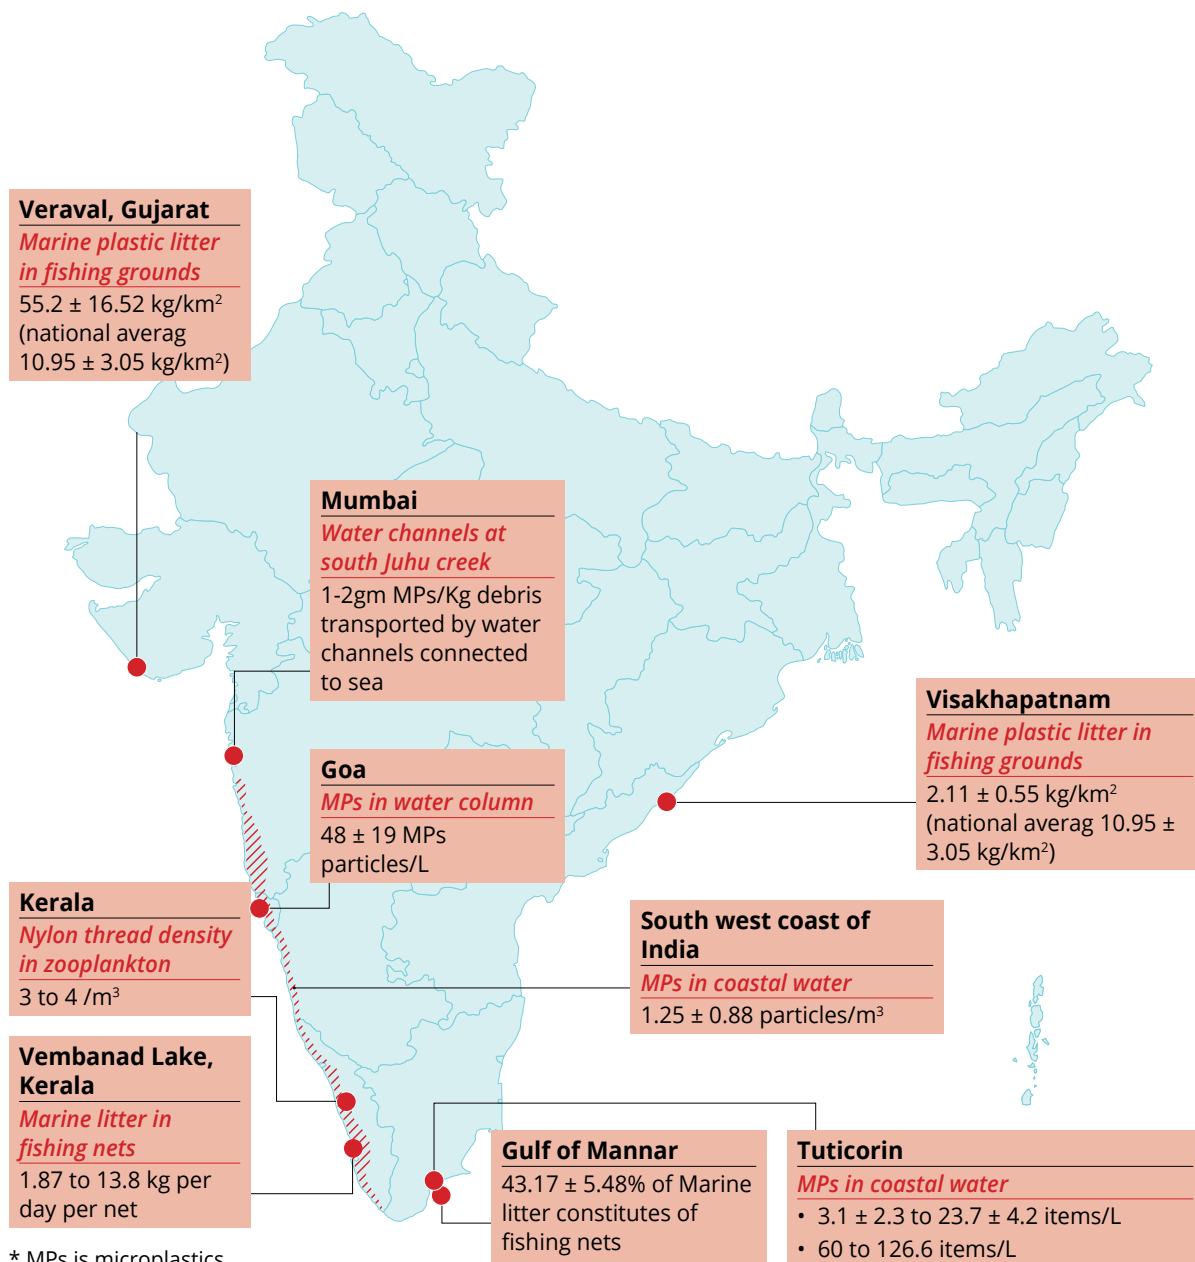 Veraval, Gujarat
Marine plastic litter
in fishing grounds
55.2 ± 16.52 kg/km²
(national averag
10.95 ± 3.05 kg/km²)
Mumbai
Water channels at
south Juhu creek
1-2gm MPs/Kg debris
transported by water
channels connected
to sea
Visakhapatnam
Marine plastic litter in
fishing grounds
2.11 ± 0.55 kg/km²
(national averag 10.95 ±
3.05 kg/km²)
Goa
MPs in water column
48 ± 19 MPs
particles/L
Kerala
Nylon thread density
in zooplankton
3 to 4 /m³
South west coast of
India
MPs in coastal water
1.25 ± 0.88 particles/m³
Vembanad Lake,
Kerala
Marine litter in
fishing nets
1.87 to 13.8 kg per
day per net
Gulf of Mannar
43.17 ± 5.48% of Marine
litter constitutes of
fishing nets
Tuticorin
MPs in coastal water
• 3.1 ± 2.3 to 23.7 ± 4.2 items/L
• 60 to 126.6 items/L
* MPs is microplastics